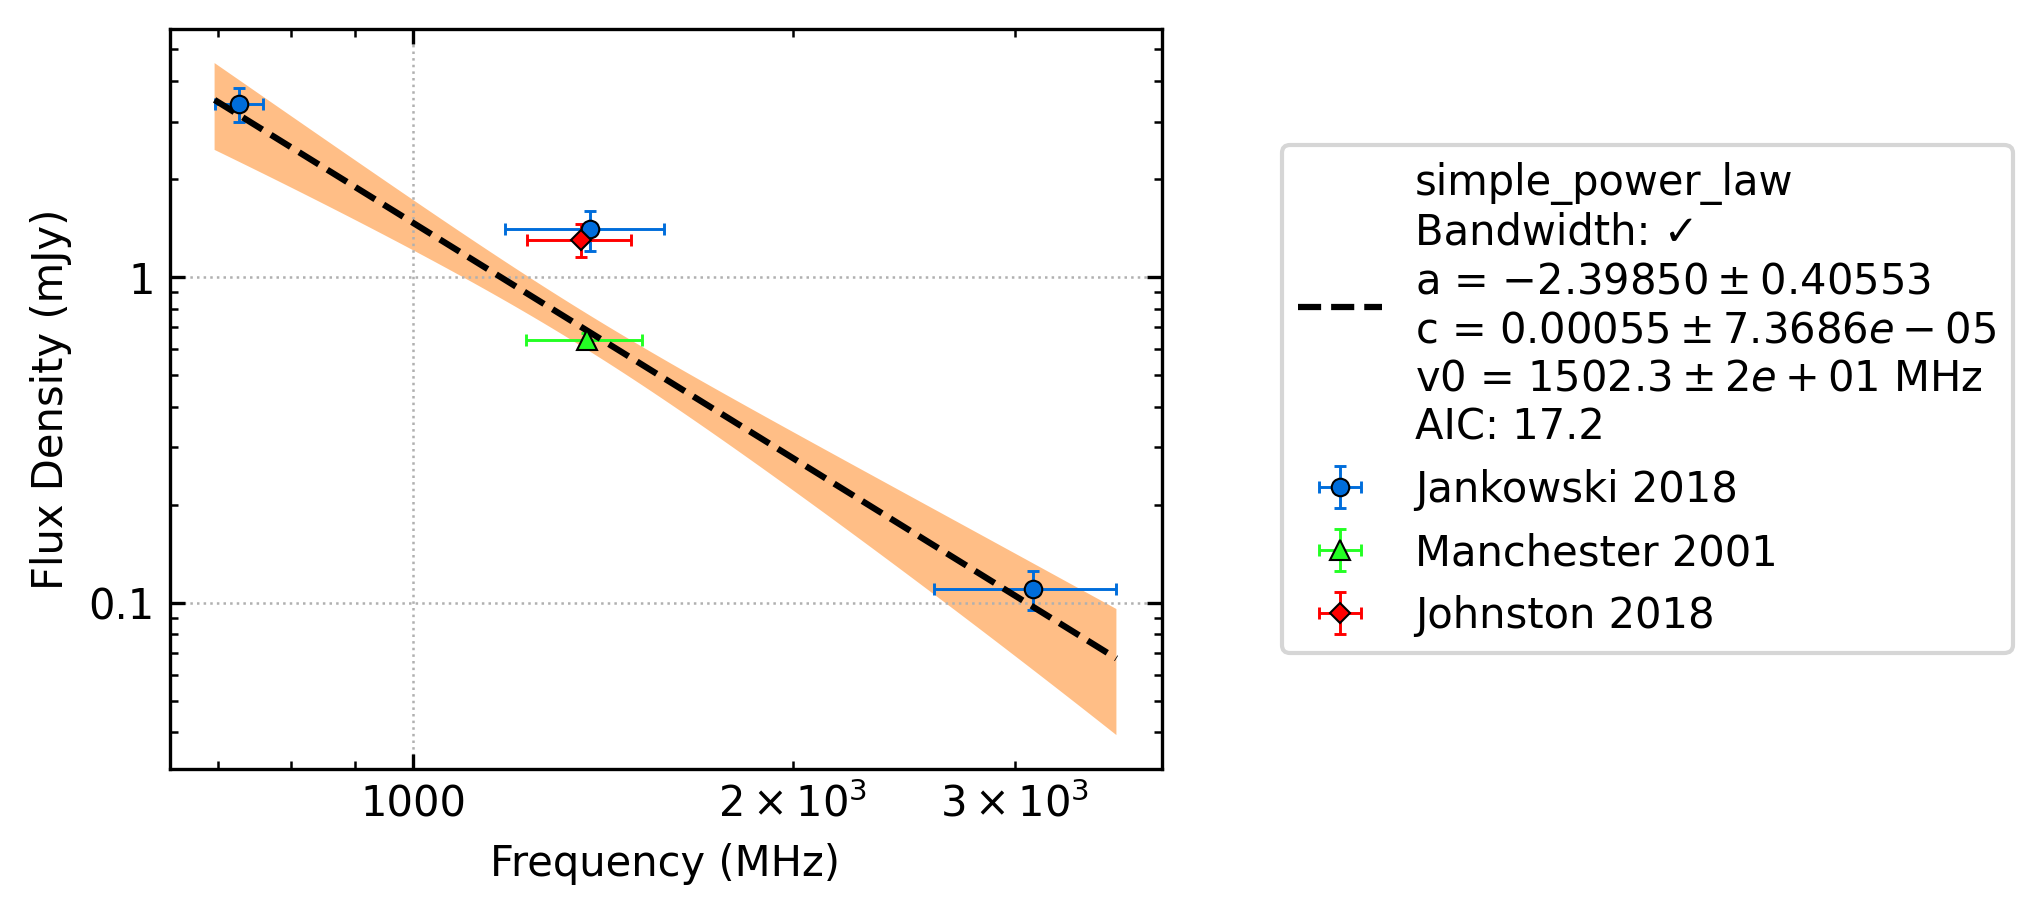 Flux Density (mJy)
1
0.1
1000
2×10³
3×10³
Frequency (MHz)
simple_power_law
Bandwidth: ✓
a = −2.39850 ± 0.40553
c = 0.00055 ± 7.3686e − 05
v0 = 1502.3 ± 2e + 01 MHz
AIC: 17.2
Jankowski 2018
Manchester 2001
Johnston 2018